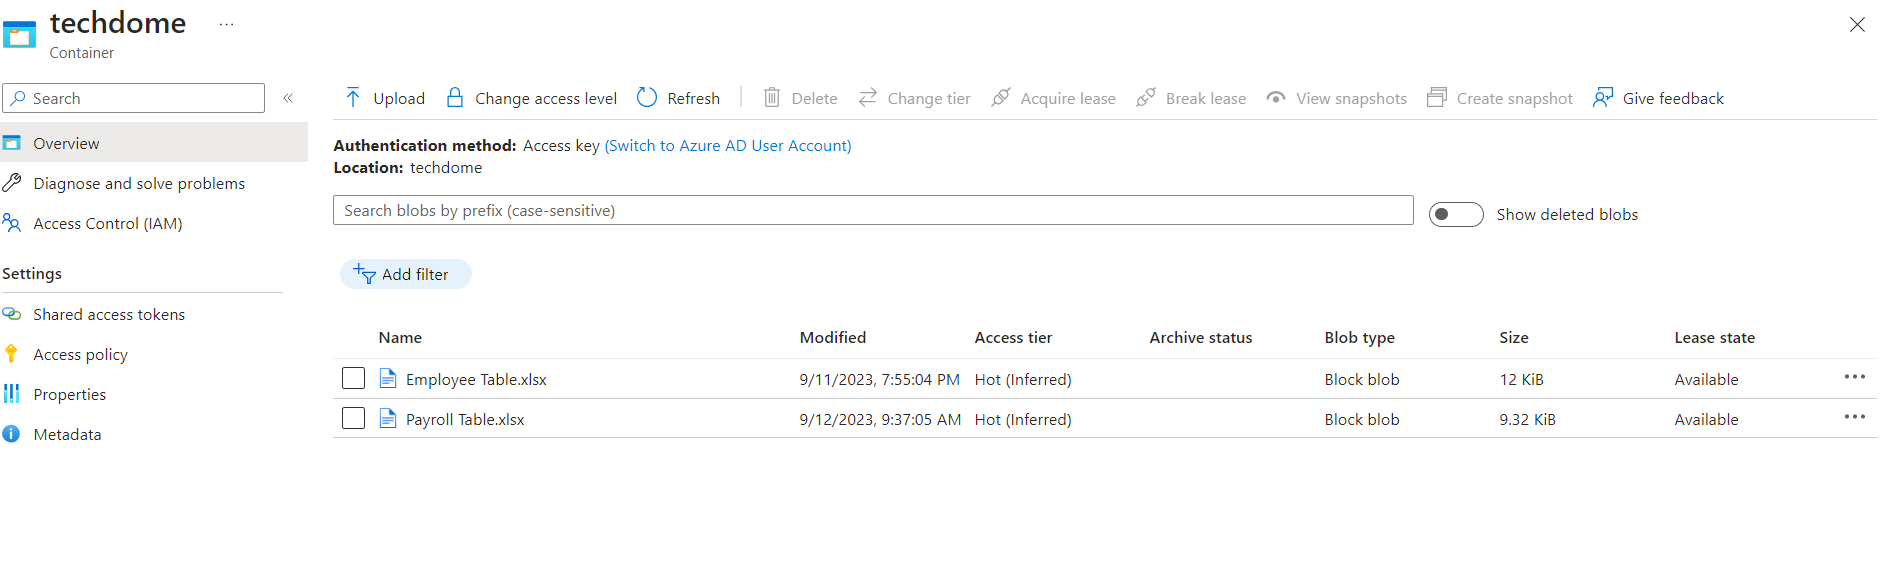 techdome ...
Container
Search «
Overview
Diagnose and solve problems
Access Control (IAM)
Settings
Shared access tokens
Access policy
Properties
Metadata
Upload Change access level Refresh Delete Change tier Acquire lease Break lease View snapshots Create snapshot Give feedback
Authentication method: Access key (Switch to Azure AD User Account)
Location: techdome
Search blobs by prefix (case-sensitive) Show deleted blobs
Add filter
Name Modified Access tier Archive status Blob type Size Lease state
Employee Table.xlsx 9/11/2023, 7:55:04 PM Hot (Inferred) Block blob 12 KiB Available ...
Payroll Table.xlsx 9/12/2023, 9:37:05 AM Hot (Inferred) Block blob 9.32 KiB Available ...